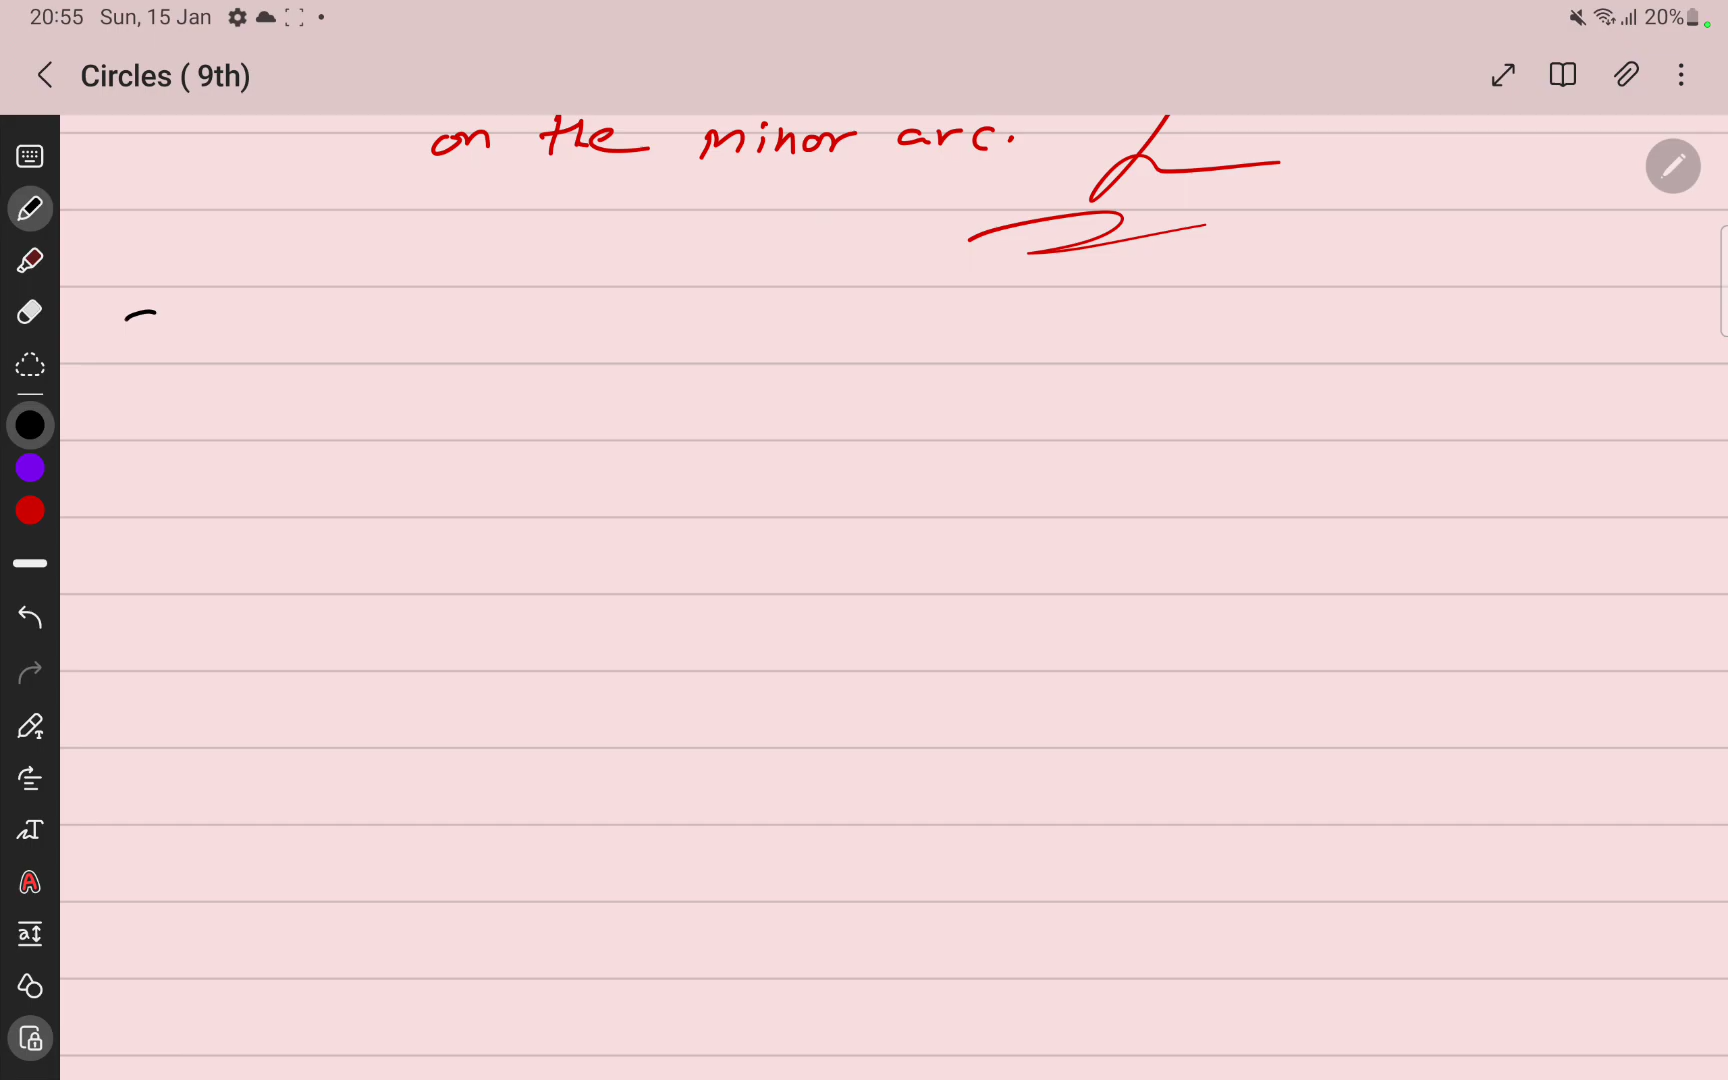 20:55 Sun, 15 Jan 20%
Circles ( 9th)
on the minor arc.